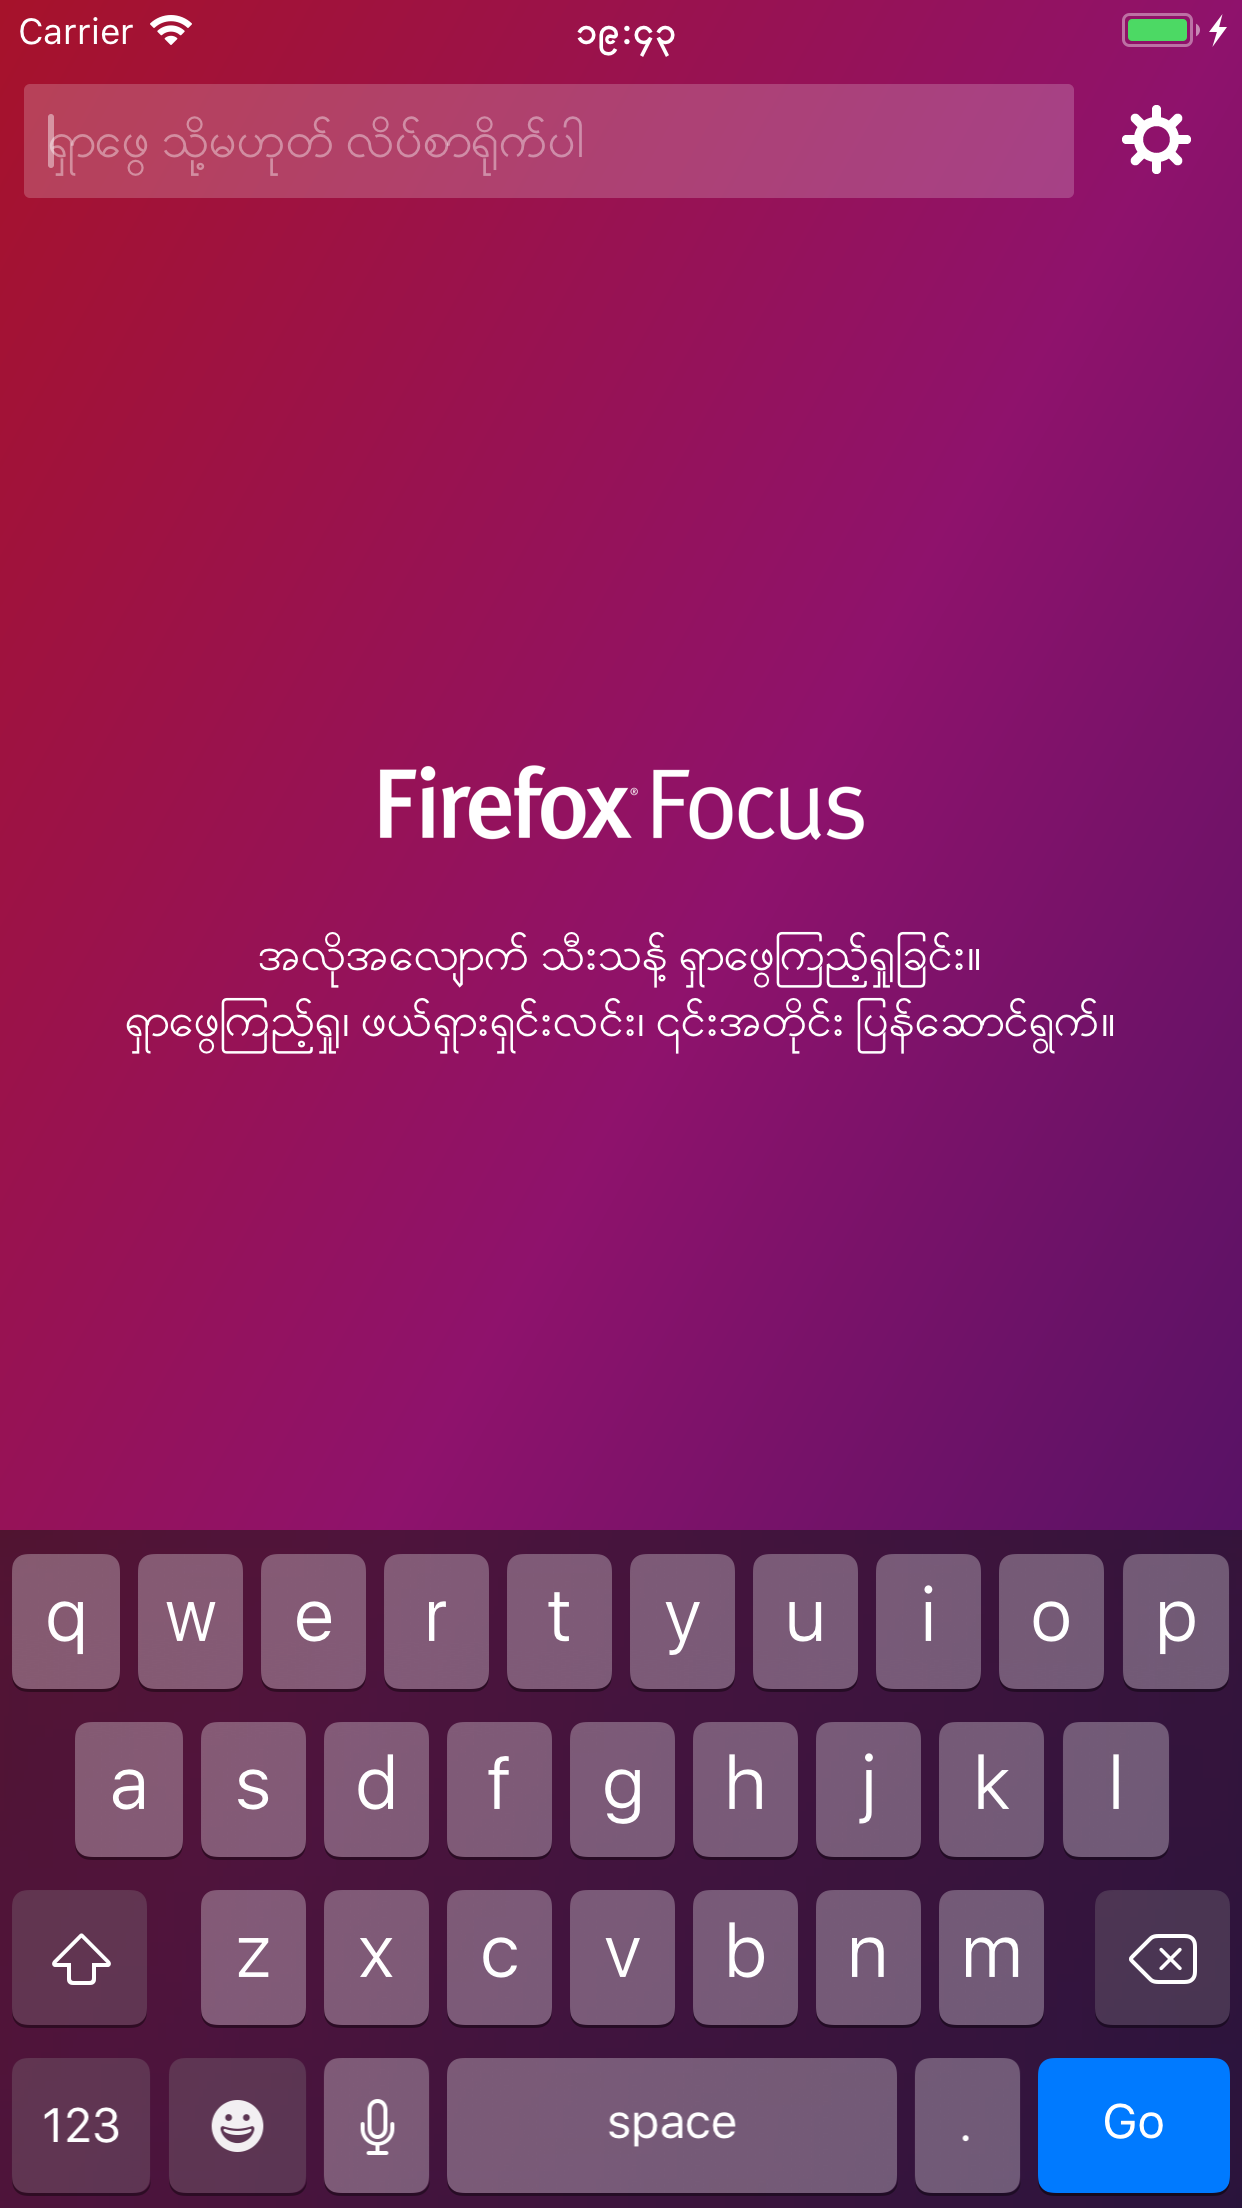 Carrier ၁၉:၄၃
ရှာဖွေ သို့မဟုတ် လိပ်စာရိုက်ပါ
Firefox® Focus
အလိုအလျောက် သီးသန့် ရှာဖွေကြည့်ရှုခြင်း။
ရှာဖွေကြည့်ရှု၊ ဖယ်ရှားရှင်းလင်း၊ ၎င်းအတိုင်း ပြန်ဆောင်ရွက်။
q w e r t y u i o p
a s d f g h j k l
z x c v b n m
123 space . Go